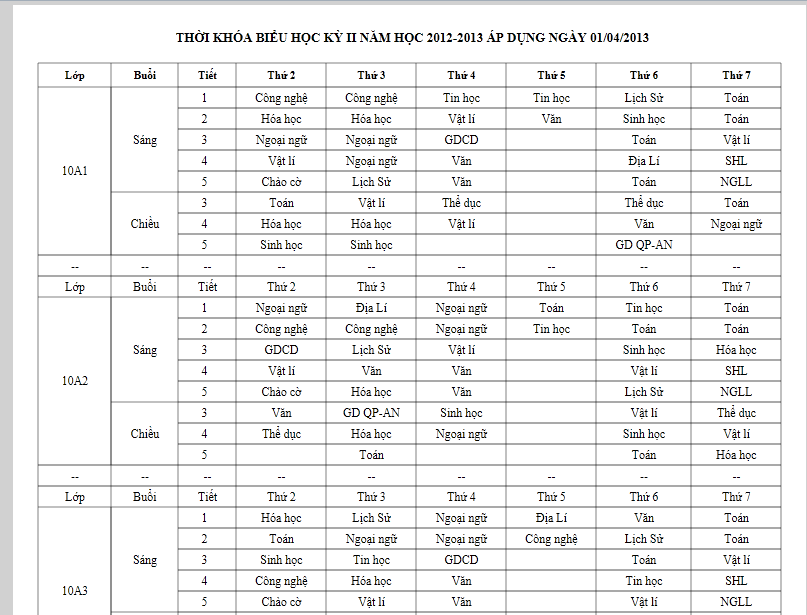 THỜI KHÓA BIỂU HỌC KỲ II NĂM HỌC 2012-2013 ÁP DỤNG NGÀY 01/04/2013
Lớp Buổi Tiết Thứ 2 Thứ 3 Thứ 4 Thứ 5 Thứ 6 Thứ 7
1 Công nghệ Công nghệ Tin học Tin học Lịch Sử Toán
2 Hóa học Hóa học Vật lí Văn Sinh học Toán
Sáng 3 Ngoại ngữ Ngoại ngữ GDCD Toán Vật lí
4 Vật lí Ngoại ngữ Văn Địa Lí SHL
10A1
5 Chào cờ Lịch Sử Văn Toán NGLL
3 Toán Vật lí Thể dục Thể dục Toán
Chiều 4 Hóa học Hóa học Vật lí Văn Ngoại ngữ
5 Sinh học Sinh học GD QP-AN
-- -- -- -- -- -- -- -- --
Lớp Buổi Tiết Thứ 2 Thứ 3 Thứ 4 Thứ 5 Thứ 6 Thứ 7
1 Ngoại ngữ Địa Lí Ngoại ngữ Toán Tin học Toán
2 Công nghệ Công nghệ Ngoại ngữ Tin học Toán Toán
Sáng 3 GDCD Lịch Sử Vật lí Sinh học Hóa học
4 Vật lí Văn Văn Vật lí SHL
10A2
5 Chào cờ Hóa học Văn Lịch Sử NGLL
3 Văn GD QP-AN Sinh học Vật lí Thể dục
Chiều 4 Thể dục Hóa học Ngoại ngữ Sinh học Vật lí
5 Toán Toán Hóa học
-- -- -- -- -- -- -- -- --
Lớp Buổi Tiết Thứ 2 Thứ 3 Thứ 4 Thứ 5 Thứ 6 Thứ 7
1 Hóa học Lịch Sử Ngoại ngữ Địa Lí Văn Toán
2 Toán Ngoại ngữ Ngoại ngữ Công nghệ Lịch Sử Toán
Sáng 3 Sinh học Tin học GDCD Toán Vật lí
4 Công nghệ Hóa học Văn Tin học SHL
10A3
5 Chào cờ Vật lí Văn Vật lí NGLL